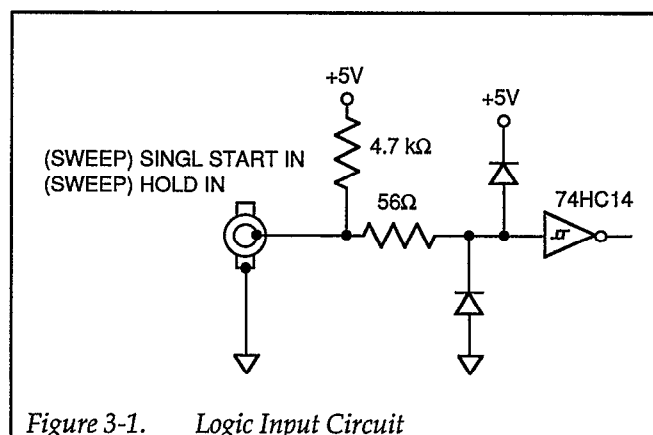 +5V
+5V
(SWEEP) SINGL START IN
(SWEEP) HOLD IN
4.7 kΩ
56Ω
74HC14
Figure 3-1. Logic Input Circuit